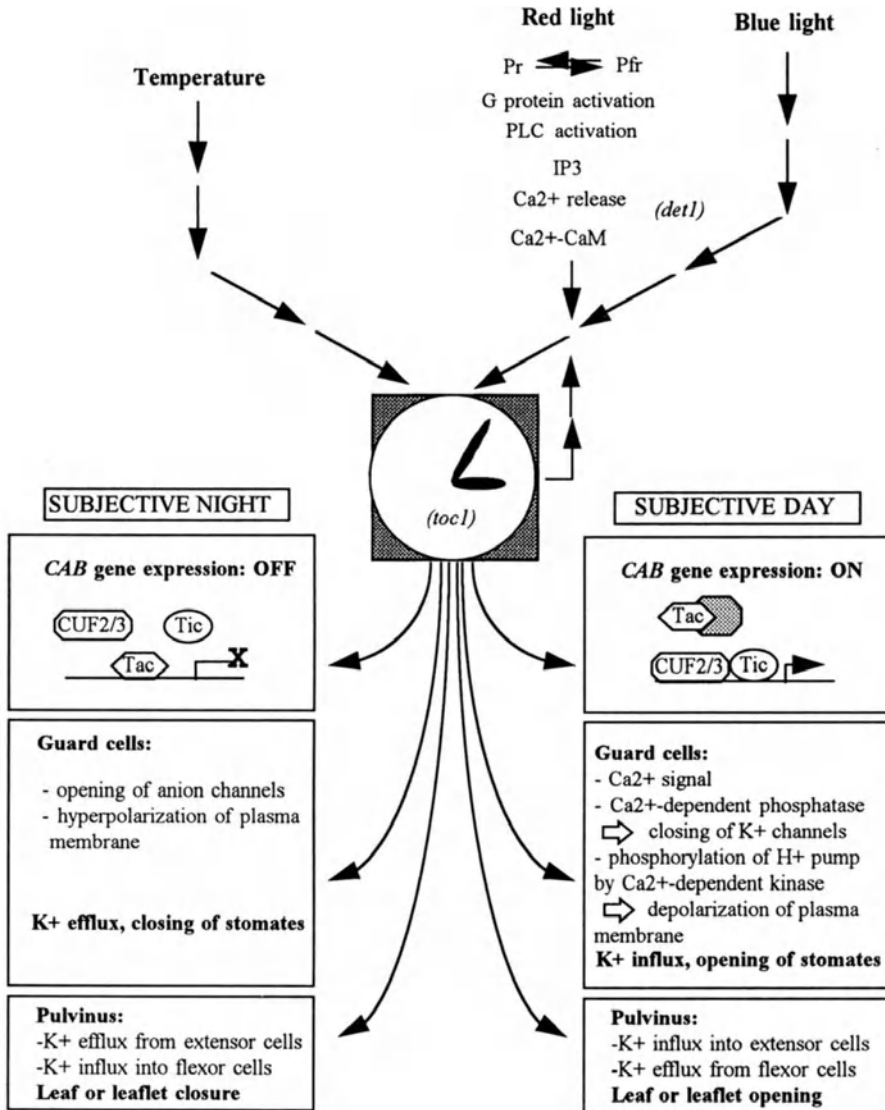 Red light
Blue light
Temperature
Pr
Pfr
G protein activation
PLC activation
IP3
Ca2+ release
(det1)
Ca2+-CaM
(toc1)
SUBJECTIVE NIGHT
CAB gene expression: OFF
CUF2/3
Tic
Tac
X
Guard cells:
- opening of anion channels
- hyperpolarization of plasma
membrane
K+ efflux, closing of stomates
Pulvinus:
-K+ efflux from extensor cells
-K+ influx into flexor cells
Leaf or leaflet closure
SUBJECTIVE DAY
CAB gene expression: ON
Tac
CUF2/3
Tic
Guard cells:
- Ca2+ signal
- Ca2+-dependent phosphatase
closing of K+ channels
- phosphorylation of H+ pump
by Ca2+-dependent kinase
depolarization of plasma
membrane
K+ influx, opening of stomates
Pulvinus:
-K+ influx into extensor cells
-K+ efflux from flexor cells
Leaf or leaflet opening